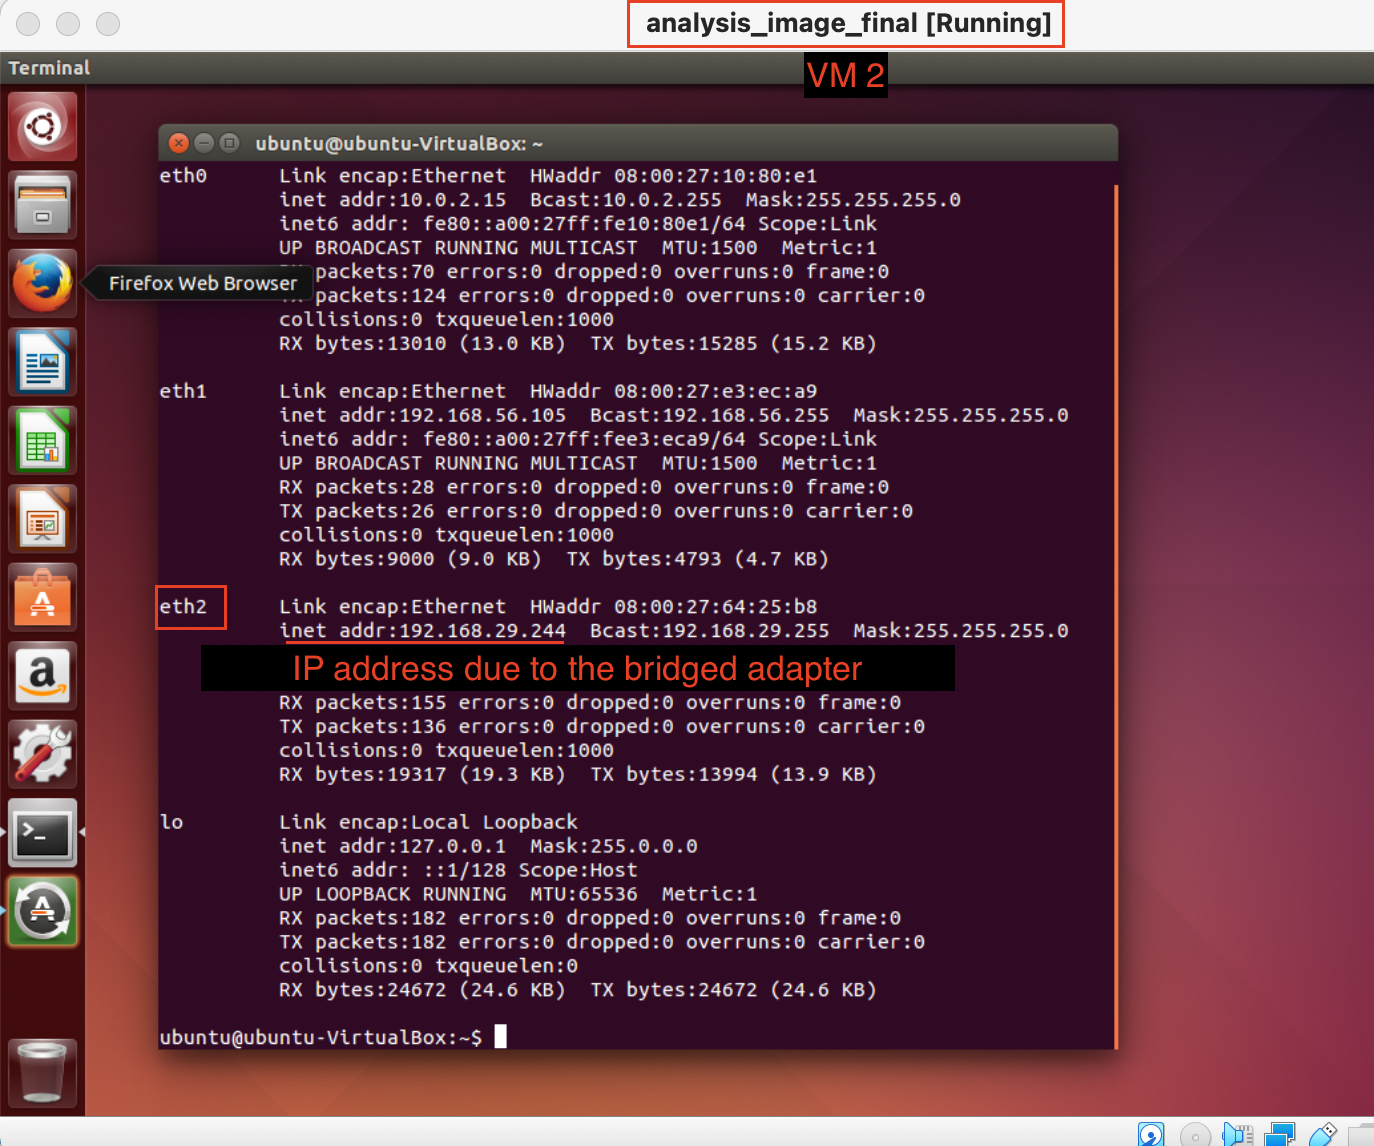 analysis_image_final [Running]
Terminal
VM 2
ubuntu@ubuntu-VirtualBox: ~
eth0 Link encap:Ethernet HWaddr 08:00:27:10:80:e1
inet addr:10.0.2.15 Bcast:10.0.2.255 Mask:255.255.255.0
inet6 addr: fe80::a00:27ff:fe10:80e1/64 Scope:Link
UP BROADCAST RUNNING MULTICAST MTU:1500 Metric:1
packets:70 errors:0 dropped:0 overruns:0 frame:0
Firefox Web Browser
packets:124 errors:0 dropped:0 overruns:0 carrier:0
collisions:0 txqueuelen:1000
RX bytes:13010 (13.0 KB) TX bytes:15285 (15.2 KB)
eth1 Link encap:Ethernet HWaddr 08:00:27:e3:ec:a9
inet addr:192.168.56.105 Bcast:192.168.56.255 Mask:255.255.255.0
inet6 addr: fe80::a00:27ff:fee3:eca9/64 Scope:Link
UP BROADCAST RUNNING MULTICAST MTU:1500 Metric:1
RX packets:28 errors:0 dropped:0 overruns:0 frame:0
TX packets:26 errors:0 dropped:0 overruns:0 carrier:0
collisions:0 txqueuelen:1000
RX bytes:9000 (9.0 KB) TX bytes:4793 (4.7 KB)
eth2 Link encap:Ethernet HWaddr 08:00:27:64:25:b8
inet addr:192.168.29.244 Bcast:192.168.29.255 Mask:255.255.255.0
IP address due to the bridged adapter
RX packets:155 errors:0 dropped:0 overruns:0 frame:0
TX packets:136 errors:0 dropped:0 overruns:0 carrier:0
collisions:0 txqueuelen:1000
RX bytes:19317 (19.3 KB) TX bytes:13994 (13.9 KB)
lo Link encap:Local Loopback
inet addr:127.0.0.1 Mask:255.0.0.0
inet6 addr: ::1/128 Scope:Host
UP LOOPBACK RUNNING MTU:65536 Metric:1
RX packets:182 errors:0 dropped:0 overruns:0 frame:0
TX packets:182 errors:0 dropped:0 overruns:0 carrier:0
collisions:0 txqueuelen:0
RX bytes:24672 (24.6 KB) TX bytes:24672 (24.6 KB)
ubuntu@ubuntu-VirtualBox:~$